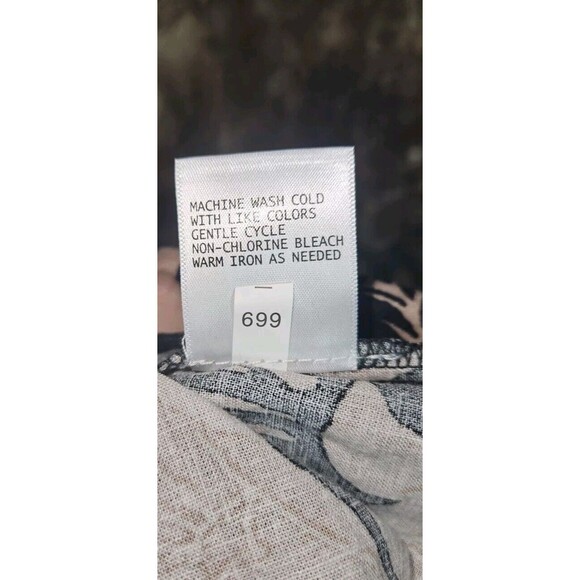 MACHINE WASH COLD
WITH LIKE COLORS
GENTLE CYCLE
NON-CHLORINE BLEACH
WARM IRON AS NEEDED
699